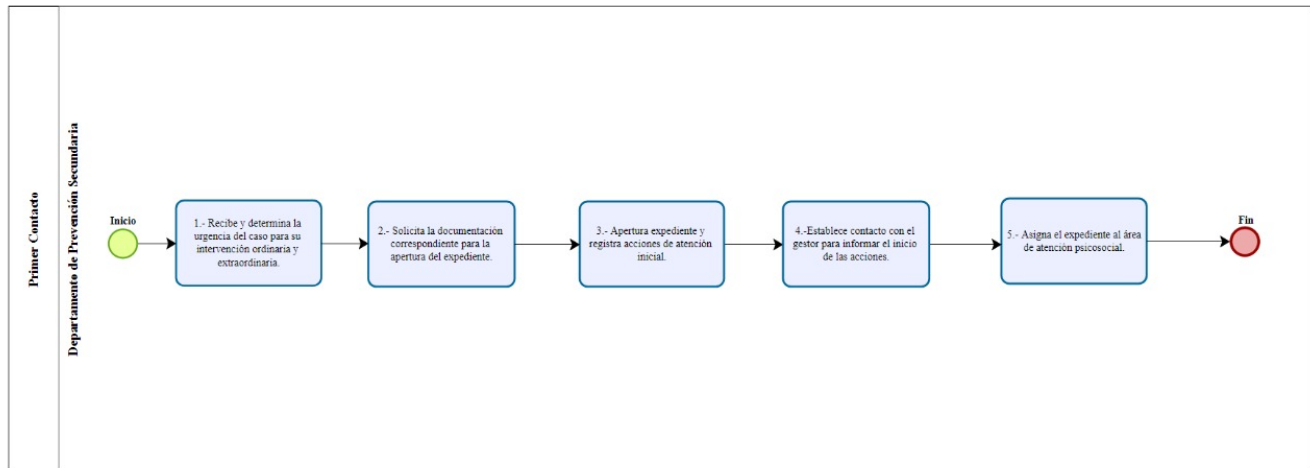 Primer Contacto
Departamento de Prevención Secundaria
Inicio
1.- Recibe y determina la
urgencia del caso para su
intervención ordinaria y
extraordinaria.
2.- Solicita la documentación
correspondiente para la
apertura del expediente.
3.- Apertura expediente y
registra acciones de atención
inicial.
4.-Establece contacto con el
gestor para informar el inicio
de las acciones.
5.- Asigna el expediente al área
de atención psicosocial.
Fin